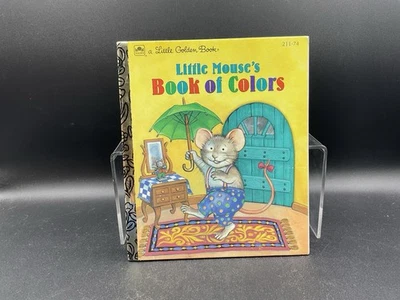 a Little Golden Book®
Little Mouse's
Book of Colors